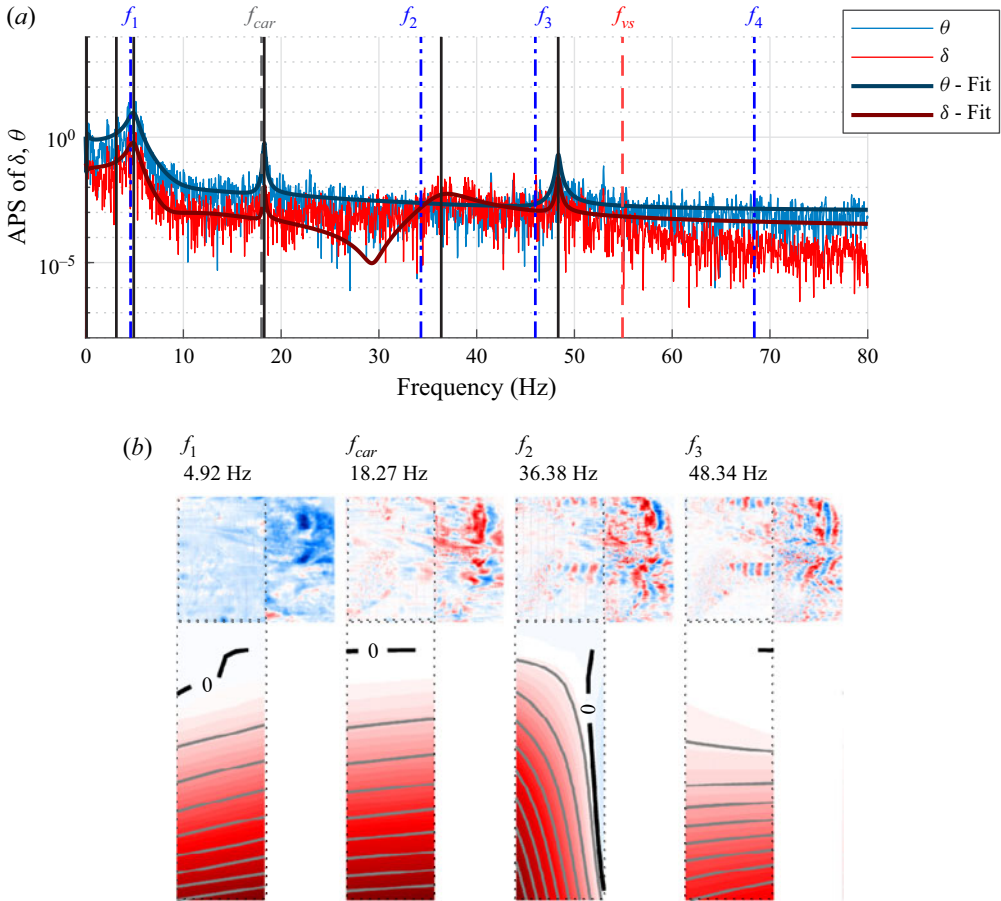 (a)
f1 fcar f2 f3 fvs f4
θ
δ
θ - Fit
δ - Fit
APS of δ, θ
10^0
10^−5
0 10 20 30 40 50 60 70 80
Frequency (Hz)
(b)
f1 fcar f2 f3
4.92 Hz 18.27 Hz 36.38 Hz 48.34 Hz
0
0
0